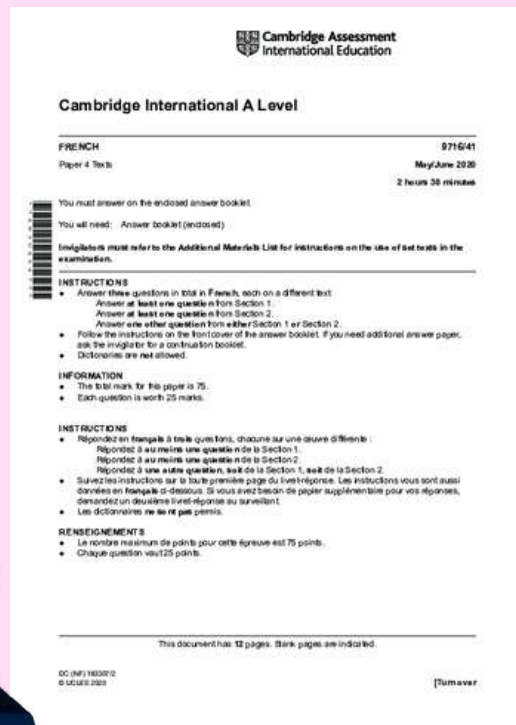 Cambridge Assessment
International Education
Cambridge International A Level
FRENCH 9716/41
Paper 4 Texts May/June 2020
2 hours 30 minutes
You must answer on the enclosed answer booklet.
You will need: Answer booklet (enclosed)
Invigilators must refer to the Additional Materials List for instructions on the use of set texts in the
examination.
INSTRUCTIONS
● Answer three questions in total in French, each on a different text:
Answer at least one question from Section 1.
Answer at least one question from Section 2.
Answer one other question from either Section 1 or Section 2.
● Follow the instructions on the front cover of the answer booklet. If you need additional answer paper,
ask the invigilator for a continuation booklet.
● Dictionaries are not allowed.
INFORMATION
● The total mark for this paper is 75.
● Each question is worth 25 marks.
INSTRUCTIONS
● Répondez en français à trois questions, chacune sur une œuvre différente :
Répondez à au moins une question de la Section 1.
Répondez à au moins une question de la Section 2.
Répondez à une autre question, soit de la Section 1, soit de la Section 2.
● Suivez les instructions sur la toute première page du livret-réponse. Les instructions vous sont aussi
données en français ci-dessous. Si vous avez besoin de papier supplémentaire pour vos réponses,
demandez un deuxième livret-réponse au surveillant.
● Les dictionnaires ne sont pas permis.
RENSEIGNEMENTS
● Le nombre maximum de points pour cette épreuve est 75 points.
● Chaque question vaut 25 points.
This document has 12 pages. Blank pages are indicated.
© UCLES 2020
[Turn over